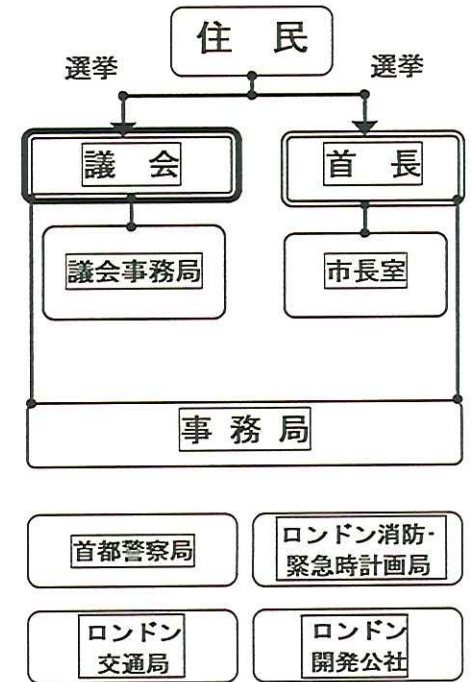 住 民
選挙
選挙
議 会
首 長
議会事務局
市長室
事 務 局
首都警察局
ロンドン消防・
緊急時計画局
ロンドン
交通局
ロンドン
開発公社